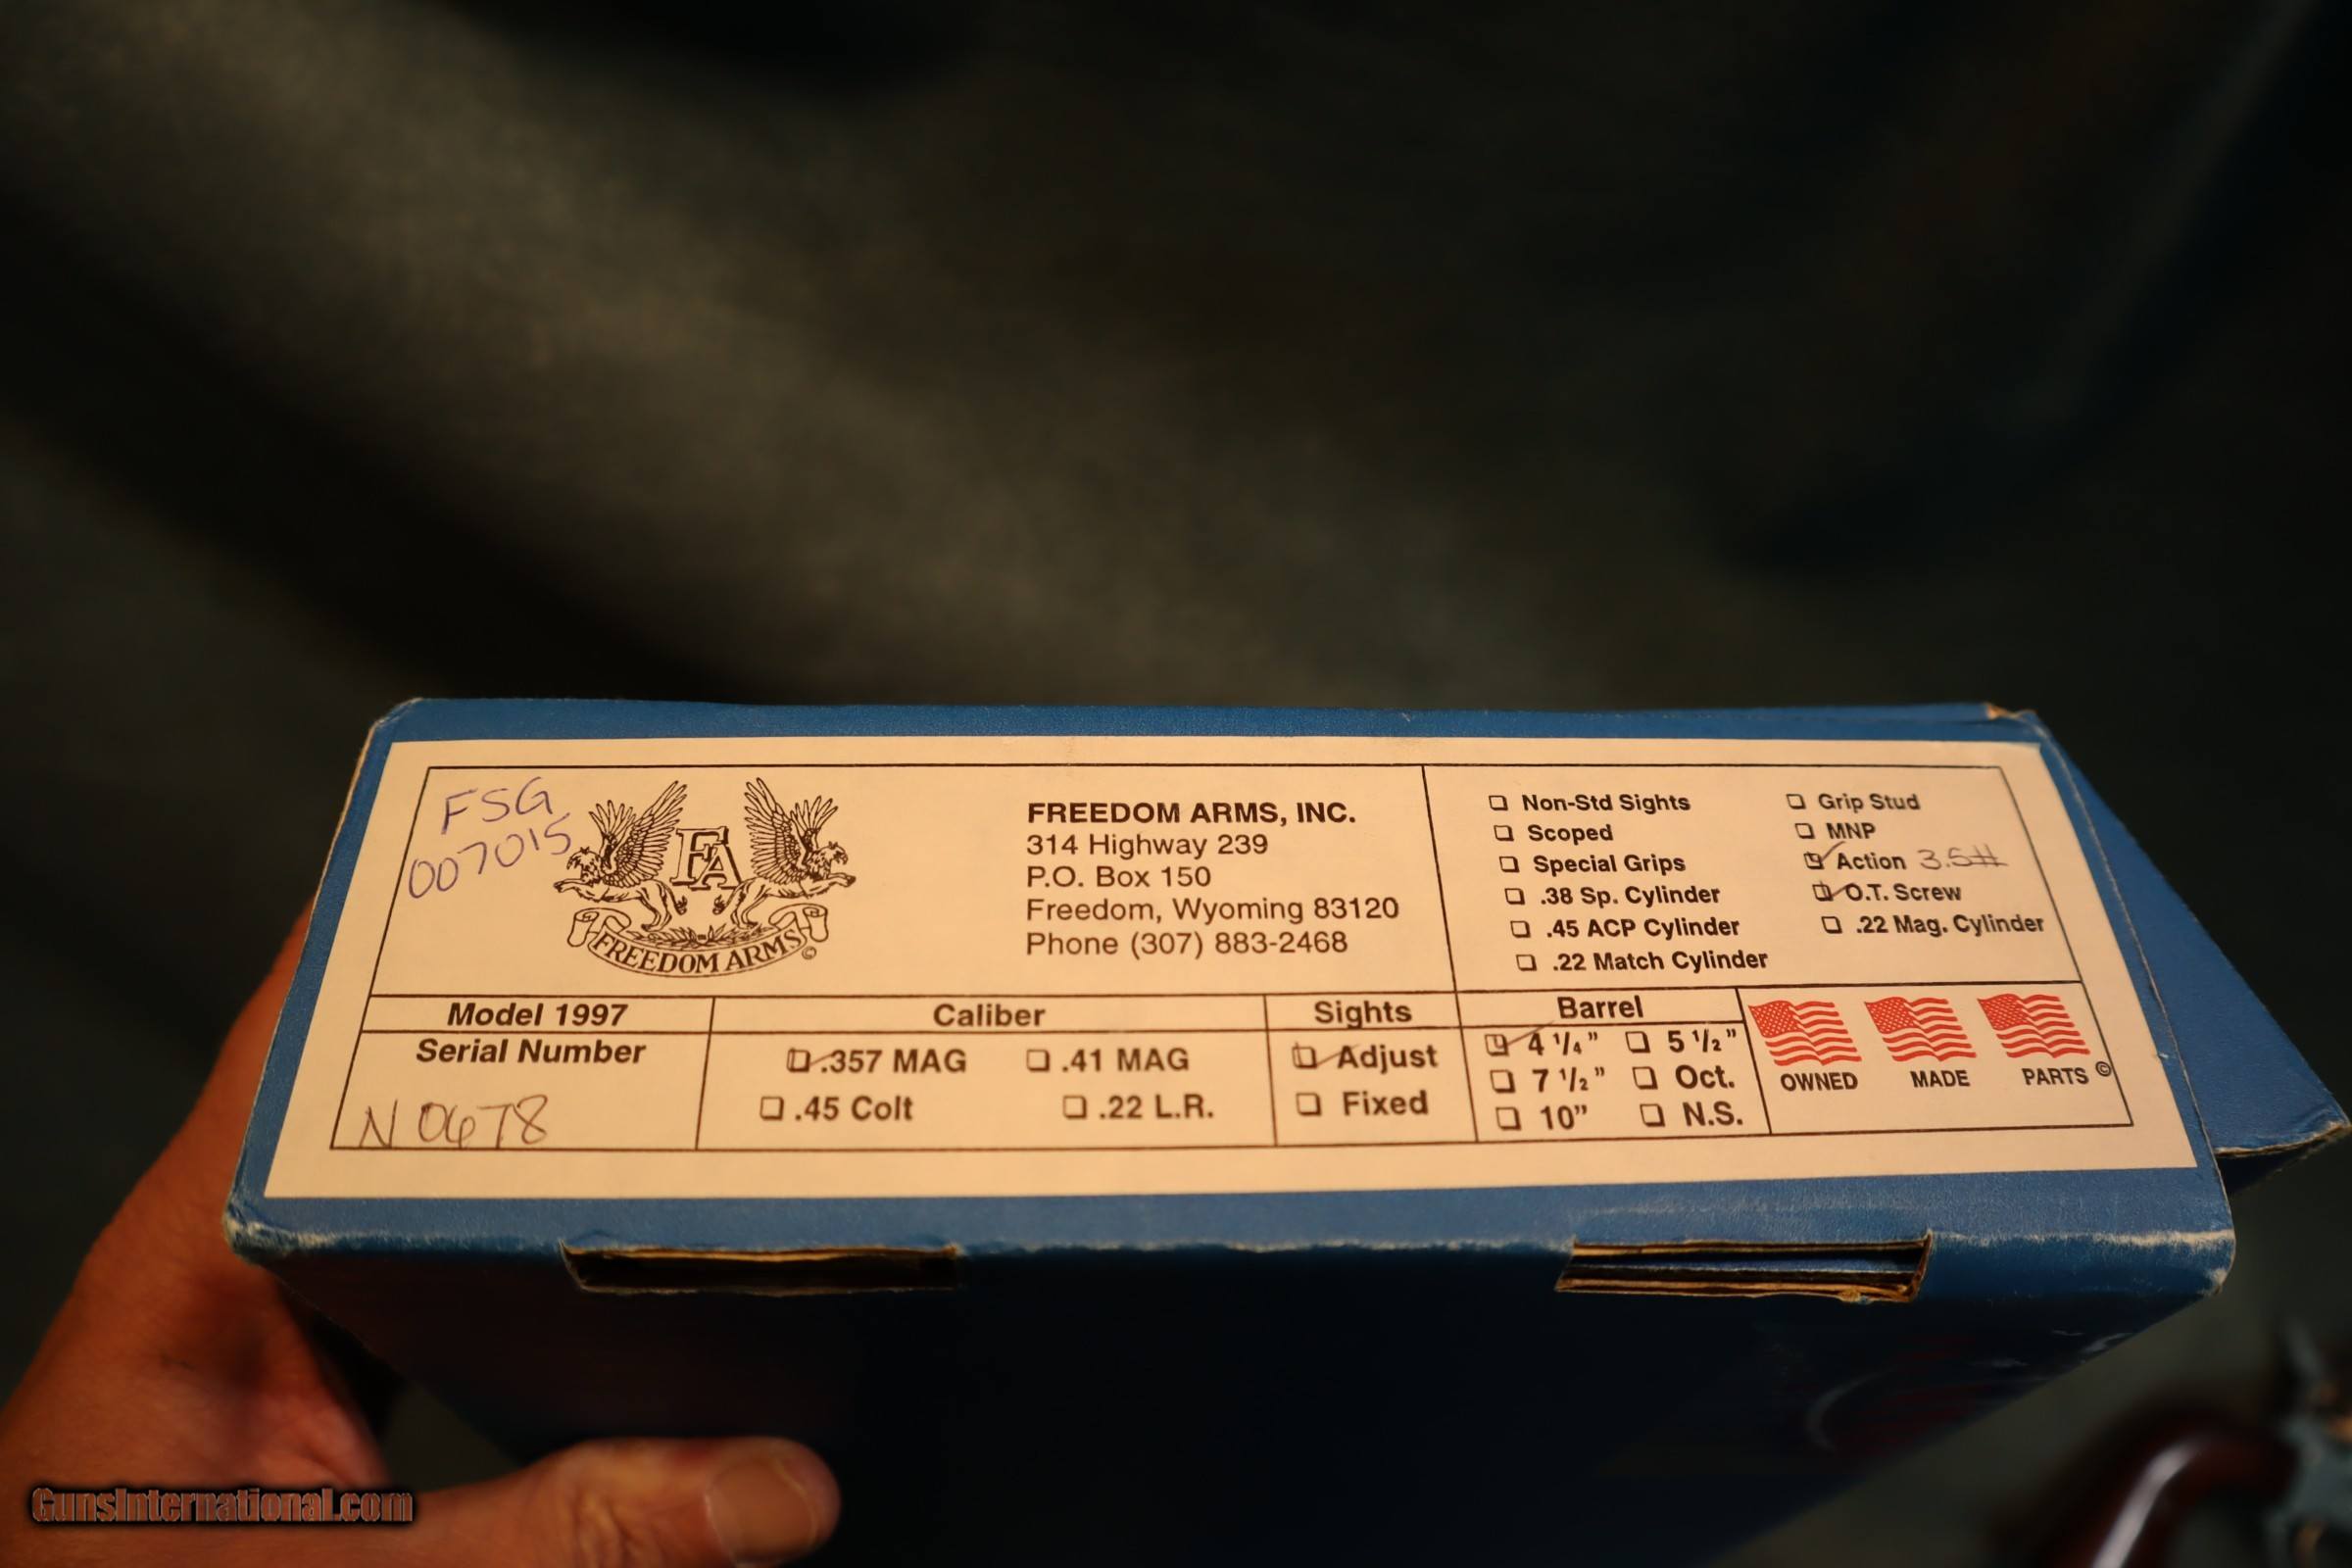 FSG
007015
FA
FREEDOM ARMS ©
FREEDOM ARMS, INC.
314 Highway 239
P.O. Box 150
Freedom, Wyoming 83120
Phone (307) 883-2468
Non-Std Sights
Scoped
Special Grips
.38 Sp. Cylinder
.45 ACP Cylinder
.22 Match Cylinder
Grip Stud
MNP
Action 3.5#
O.T. Screw
.22 Mag. Cylinder
Model 1997
Serial Number
N0678
Caliber
.357 MAG .41 MAG
.45 Colt .22 L.R.
Sights
Adjust
Fixed
Barrel
4 1/4" 5 1/2"
7 1/2" Oct.
10" N.S.
OWNED MADE PARTS ©
GunsInternational.com